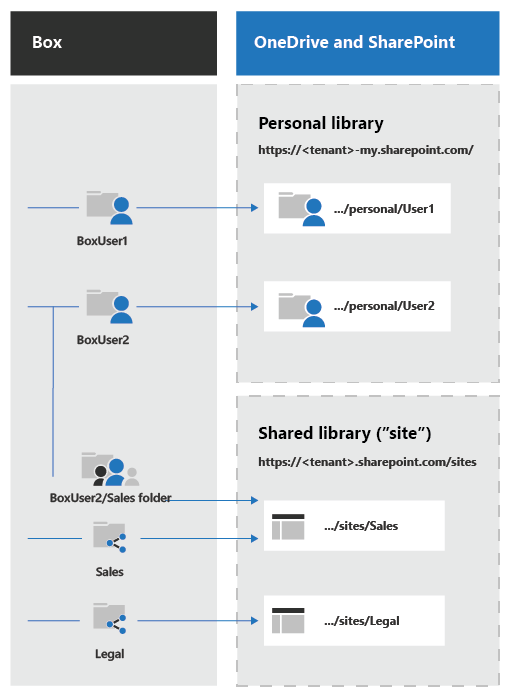 Box
OneDrive and SharePoint
Personal library
https://<tenant>-my.sharepoint.com/
BoxUser1
.../personal/User1
BoxUser2
.../personal/User2
Shared library (”site”)
https://<tenant>.sharepoint.com/sites
BoxUser2/Sales folder
.../sites/Sales
Sales
.../sites/Legal
Legal